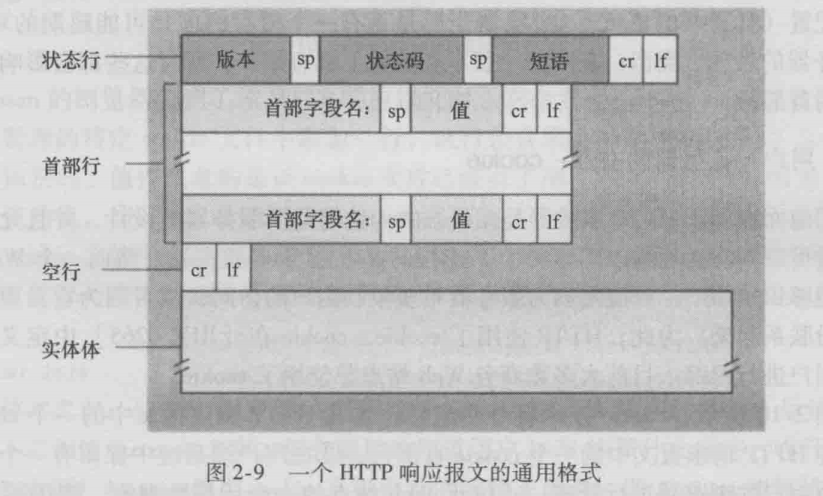 状态行 版本 sp 状态码 sp 短语 cr lf
首部字段名: sp 值 cr lf
首部行
首部字段名: sp 值 cr lf
空行 cr lf
实体体
图 2-9 一个 HTTP 响应报文的通用格式